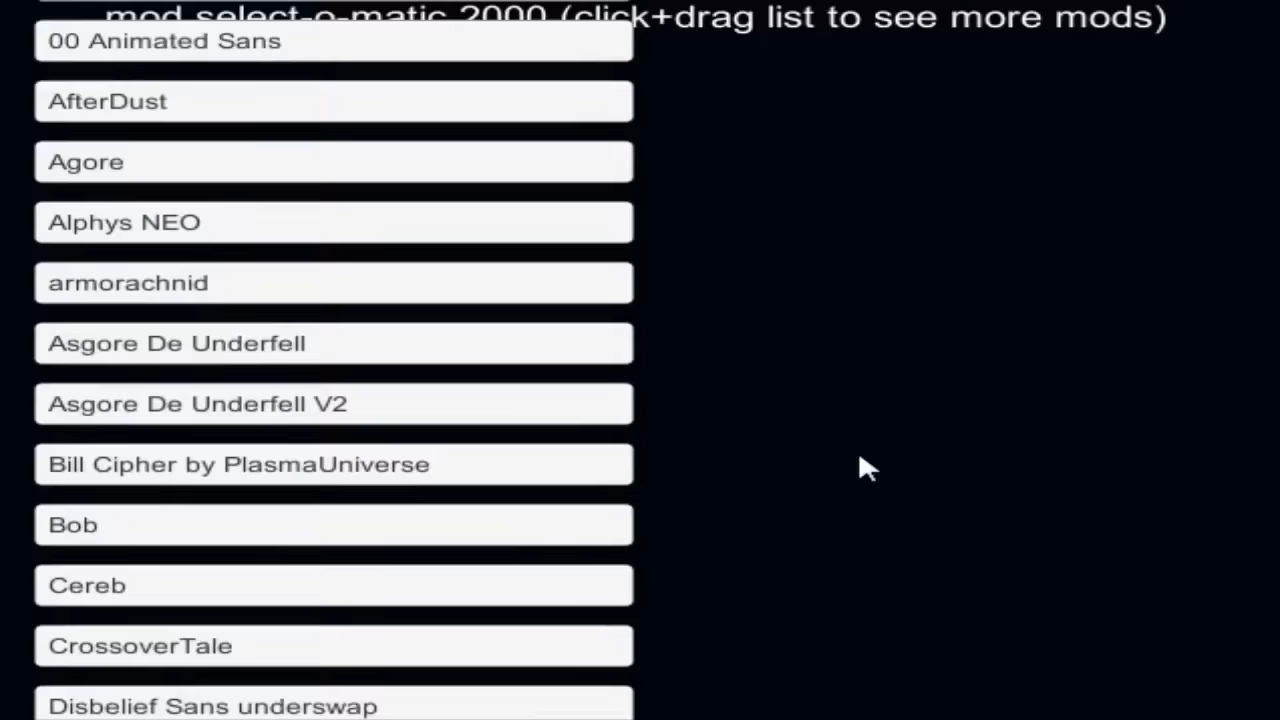 mod select-o-matic 2000 (click+drag list to see more mods)
00 Animated Sans
AfterDust
Agore
Alphys NEO
armorachnid
Asgore De Underfell
Asgore De Underfell V2
Bill Cipher by PlasmaUniverse
Bob
Cereb
CrossoverTale
Disbelief Sans underswap